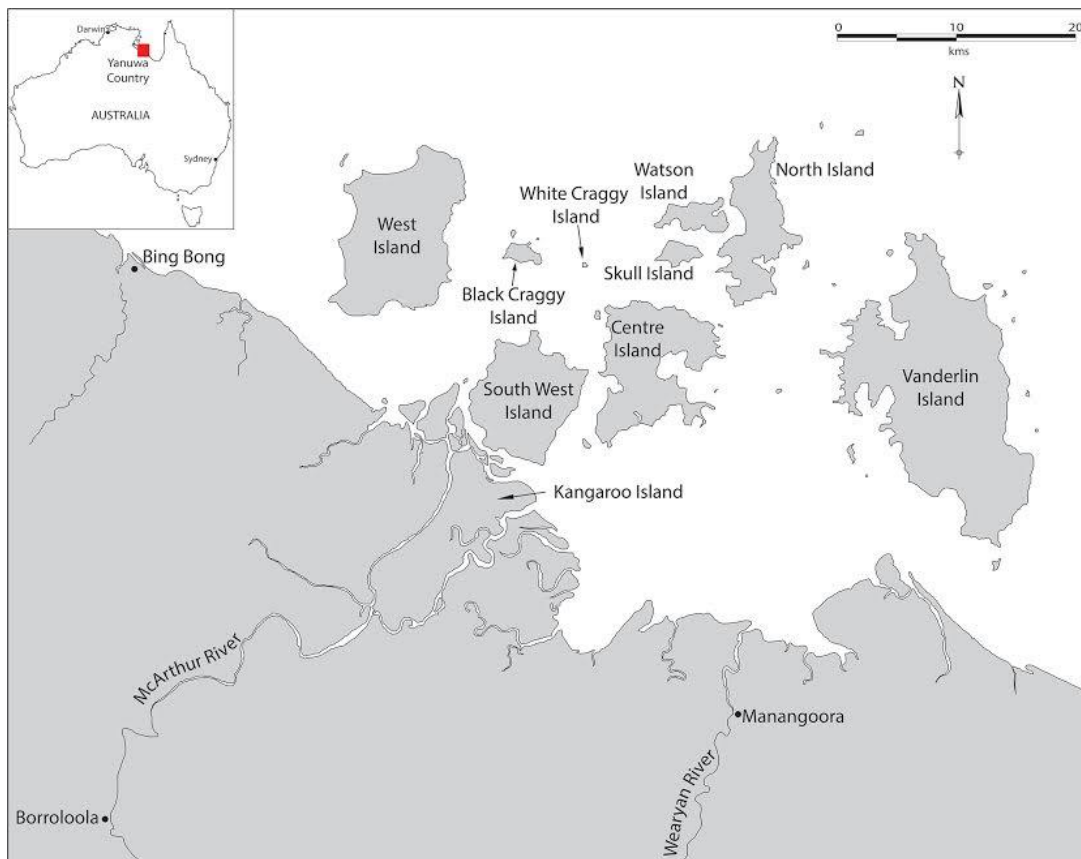 Darwin
Yanuwa
Country
AUSTRALIA
Sydney
0 10 20
kms
N
Bing Bong
West
Island
White Craggy
Island
Watson
Island
North Island
Black Craggy
Island
Skull Island
Centre
Island
South West
Island
Vanderlin
Island
Kangaroo Island
McArthur River
Manangoora
Wearyan River
Borroloola